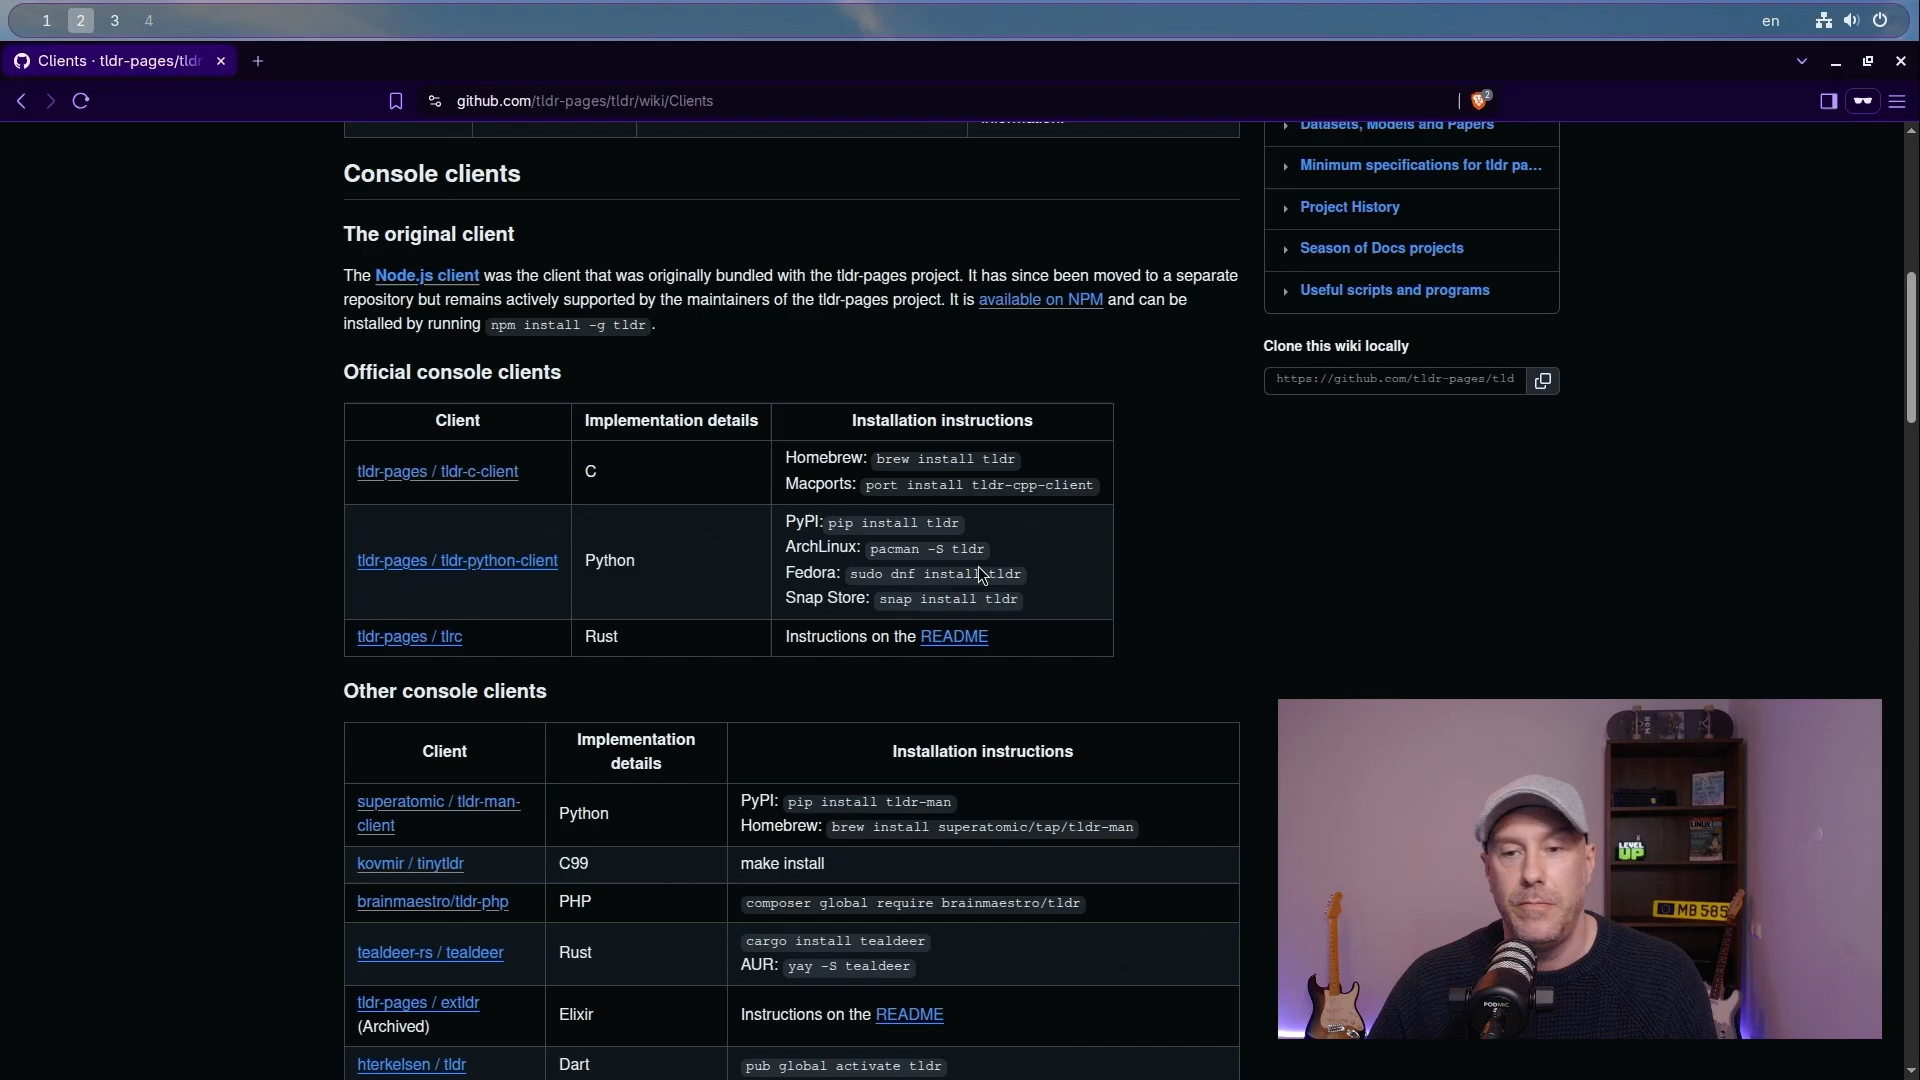 1 2 3 4 en
Clients · tldr-pages/tldr
github.com/tldr-pages/tldr/wiki/Clients
2
Console clients
The original client
The Node.js client was the client that was originally bundled with the tldr-pages project. It has since been moved to a separate
repository but remains actively supported by the maintainers of the tldr-pages project. It is available on NPM and can be
installed by running npm install -g tldr.
Official console clients
Client Implementation details Installation instructions
tldr-pages / tldr-c-client C Homebrew: brew install tldr
Macports: port install tldr-cpp-client
tldr-pages / tldr-python-client Python PyPI: pip install tldr
ArchLinux: pacman -S tldr
Fedora: sudo dnf install tldr
Snap Store: snap install tldr
tldr-pages / tlrc Rust Instructions on the README
Other console clients
Client Implementation details Installation instructions
superatomic / tldr-man-
client
Python
PyPI: pip install tldr-man
Homebrew: brew install superatomic/tap/tldr-man
kovmir / tinytldr C99 make install
brainmaestro/tldr-php PHP composer global require brainmaestro/tldr
tealdeer-rs / tealdeer Rust cargo install tealdeer
AUR: yay -S tealdeer
tldr-pages / extldr
(Archived)
Elixir Instructions on the README
hterkelsen / tldr Dart pub global activate tldr
Datasets, Models and Papers
Minimum specifications for tldr pa...
Project History
Season of Docs projects
Useful scripts and programs
Clone this wiki locally
https://github.com/tldr-pages/tld
LEVEL
UP
LINUX
MB 585
PODMIC